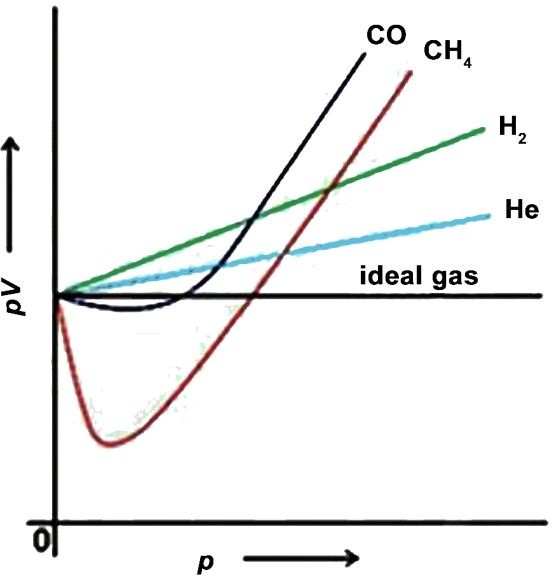 CO
CH₄
H₂
He
ideal gas
pV
0
p